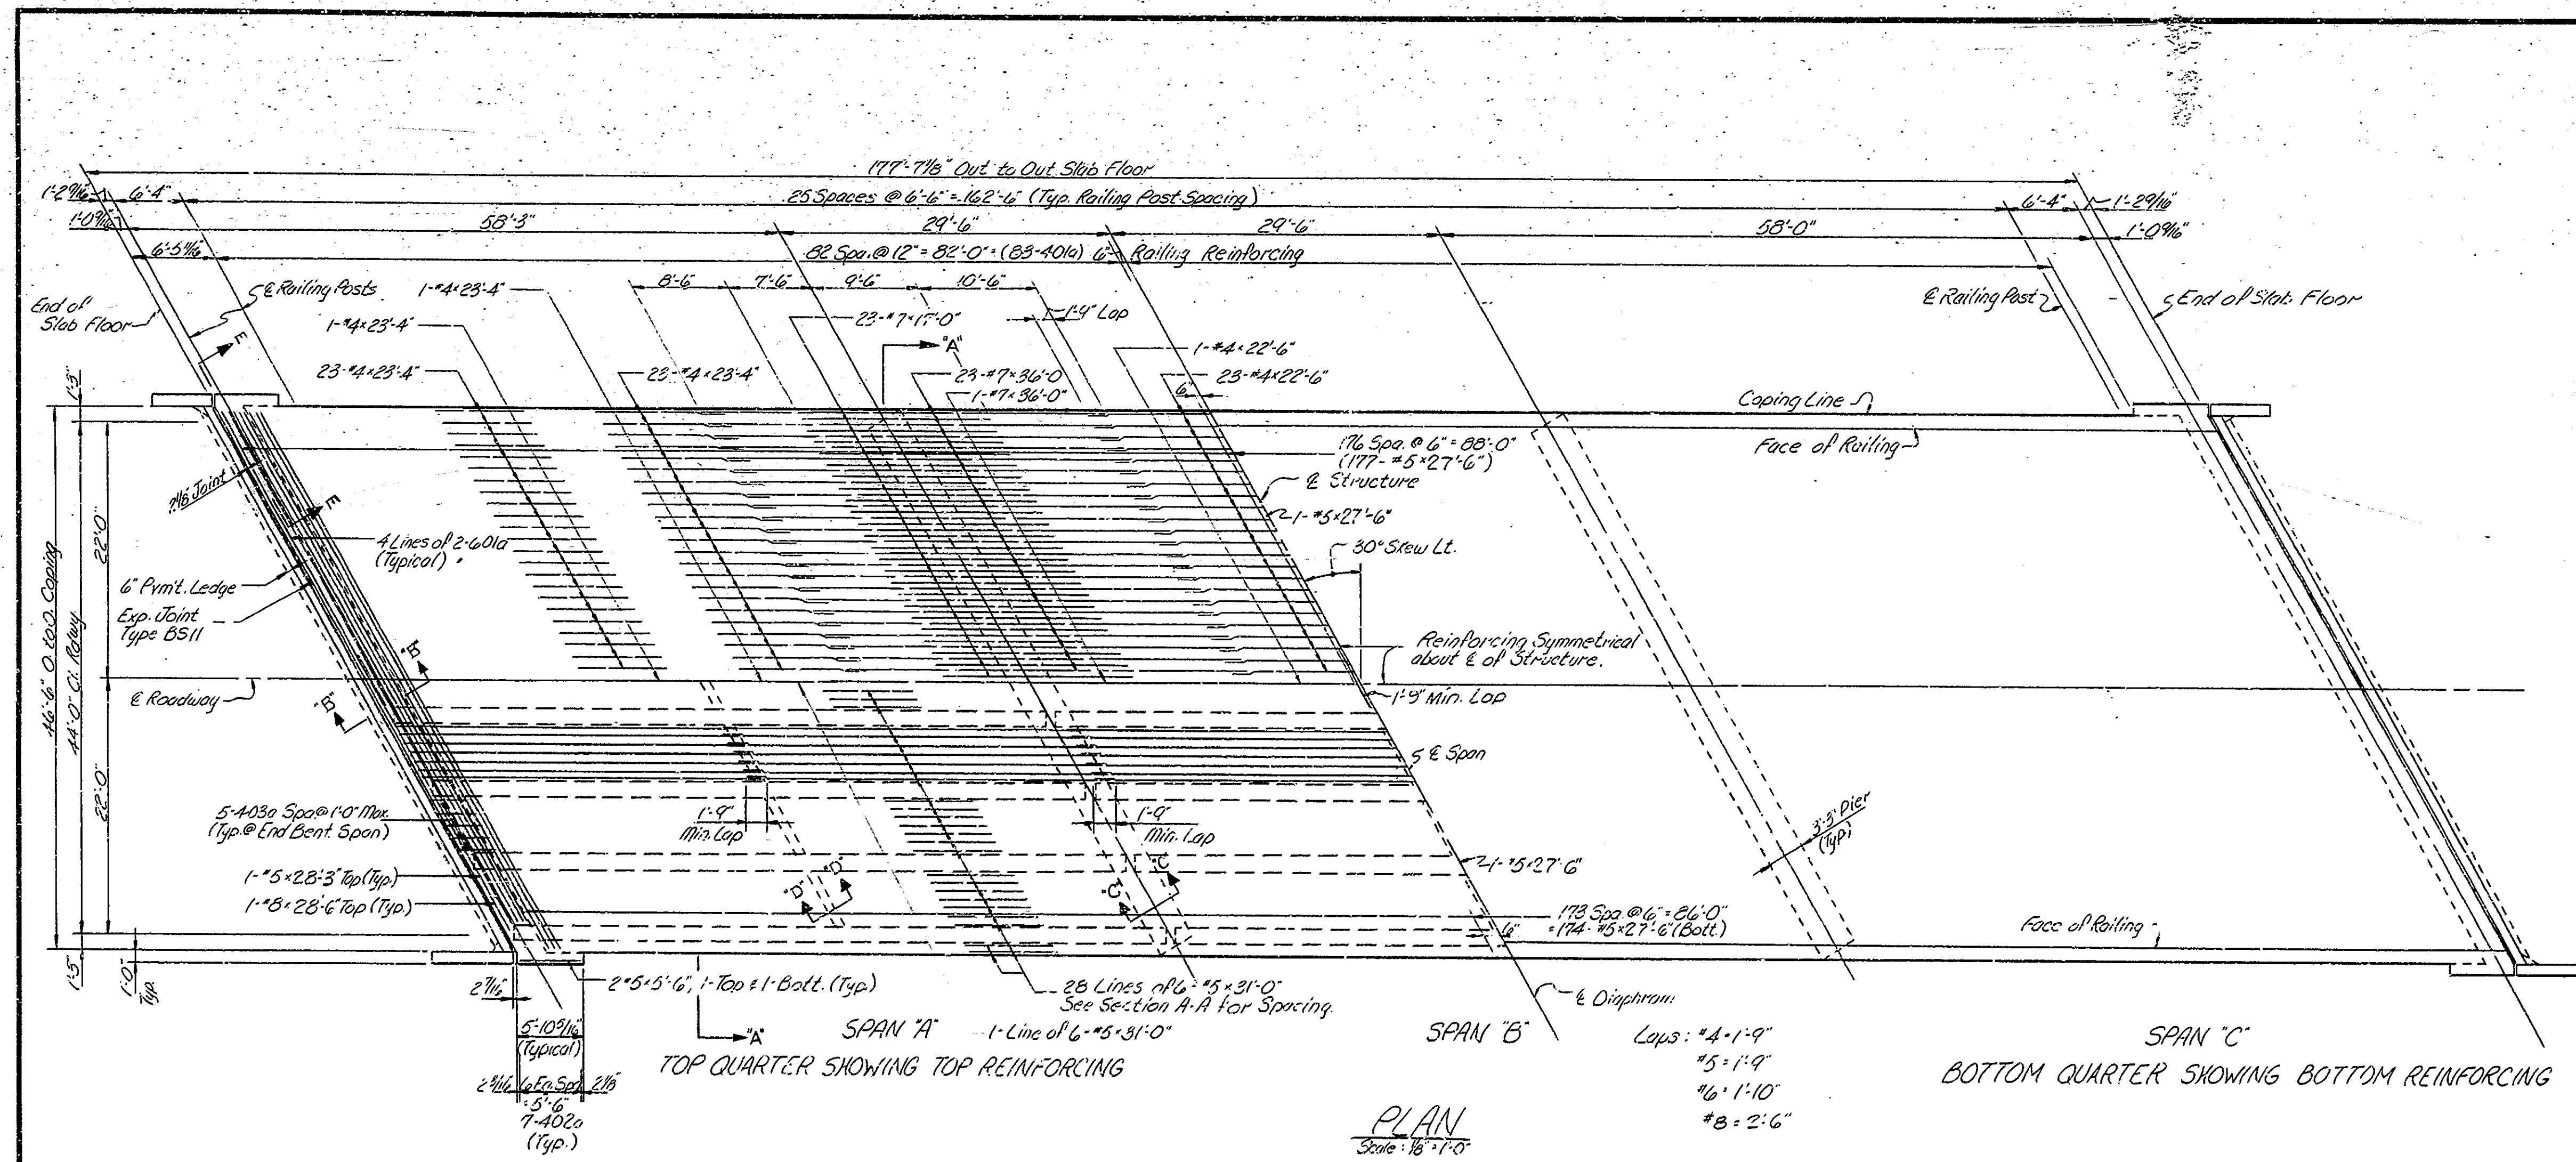 177'-7⅛" Out to Out Slab Floor
1'-2 9/16" 6'-4" 25 Spaces @ 6'-6" = 162'-6" (Typ. Railing Post Spacing) 6'-4" 1'-2 9/16"
1'-0 9/16" 58'-3" 29'-6" 29'-6" 58'-0" 1'-0 9/16"
6'-5 11/16" 82 Spa. @ 12" = 82'-0" = (83-401a) 6" Railing Reinforcing
8'-6" 7'-6" 9'-6" 10'-6"
℄ Railing Posts 1-#4×23'-4"
End of
Slab Floor
1-#4×23'-4" 23-#7×17'-0" 1'-9" Lap
℄ Railing Post End of Slab Floor
"A" 1-#4×22'-6"
E
23-#4×23'-4" 23-#4×23'-4" 23-#7×36'-0 23-#4×22'-6"
1-#7×36'-0" 6"
1'-3"
Coping Line
Face of Railing
176 Spa. @ 6" = 88'-0"
(177-#5×27'-6")
℄ Structure
1-#5×27'-6"
30° Skew Lt.
Joint
E
22'-0"
4 Lines of 2-601a
(Typical)
6" Pvm't. Ledge
Exp. Joint
Type BS11
46'-6" O. to O. Coping
44'-0" Cl. Rdwy
Reinforcing Symmetrical
about ℄ of Structure.
"B"
℄ Roadway
"B"
1'-9" Min. Lap
℄ Span
22'-0"
5-403a Spa @ 1'-0" Max.
(Typ. @ End Bent Span)
1'-9"
Min. Lap
1'-9"
Min. Lap
3'-3" Pier
(Typ)
1-#5×28'-3" Top (Typ.)
1-#8×28'-6" Top (Typ.)
"D" "D" "C" "C"
1-#5×27'-6"
173 Spa. @ 6" = 86'-0"
= 174-#5×27'-6" (Bott.)
6"
Face of Railing
1'-5" 1'-0" Typ.
2 7/16" 2-#5×5'-6", 1-Top & 1-Bott. (Typ.)
28 Lines of 6-#5×31'-0"
See Section A-A for Spacing.
℄ Diaphram
5'-10 5/16"
(Typical)
"A" SPAN "A" 1-Line of 6-#5×31'-0" SPAN "B" Laps: #4=1'-9" SPAN "C"
TOP QUARTER SHOWING TOP REINFORCING
#5=1'-9"
BOTTOM QUARTER SHOWING BOTTOM REINFORCING
#6=1'-10"
#8=2'-6"
6 Eq. Spa. 2⅛"
=5'-6"
7-402a
(Typ.)
PLAN
Scale: ⅛"=1'-0"